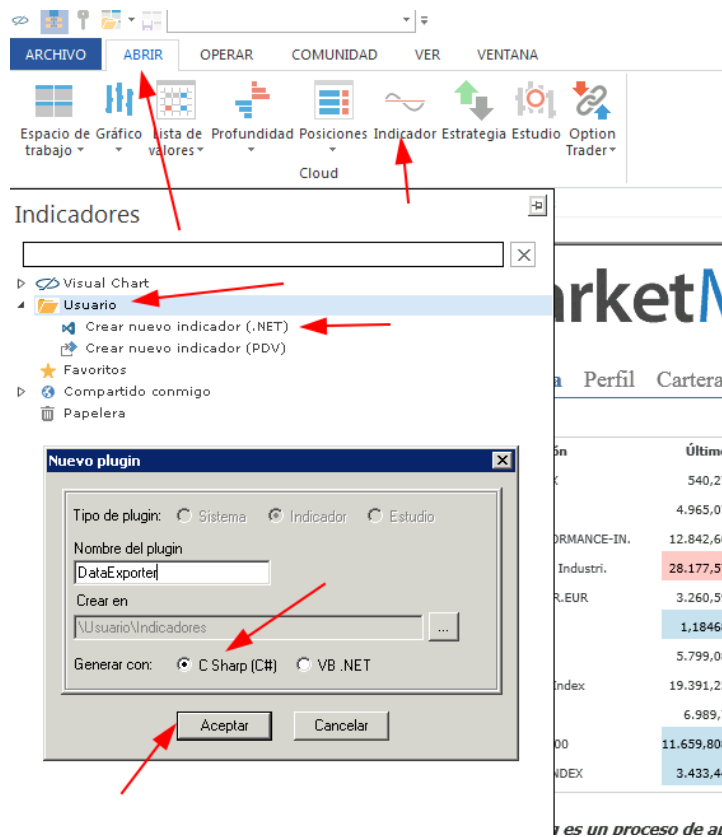 ARCHIVO ABRIR OPERAR COMUNIDAD VER VENTANA
Espacio de trabajo Gráfico Lista de valores Profundidad Posiciones Indicador Estrategia Estudio Option Trader
Cloud
Indicadores
Visual Chart
Usuario
Crear nuevo indicador (.NET)
Crear nuevo indicador (PDV)
Favoritos
Compartido conmigo
Papelera
Nuevo plugin
Tipo de plugin: Sistema Indicador Estudio
Nombre del plugin
DataExporter
Crear en
\Usuario\Indicadores ...
Generar con: C Sharp (C#) VB .NET
Aceptar Cancelar
rket
a Perfil Cartera
ón Último
540,2
4.965,0
ORMANCE-IN. 12.842,6
Industri. 28.177,5
R.EUR 3.260,5
1,1846
5.799,0
Index 19.391,2
6.989,
00 11.659,80
NDEX 3.433,4
es un proceso de a